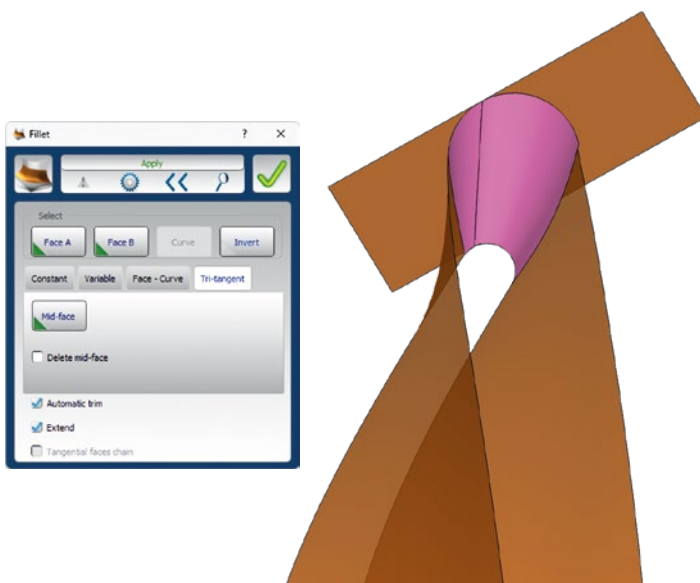 Fillet ? X
Apply
Select
Face A Face B Curve Invert
Constant Variable Face - Curve Tri-tangent
Mid-face
Delete mid-face
Automatic trim
Extend
Tangential faces chain